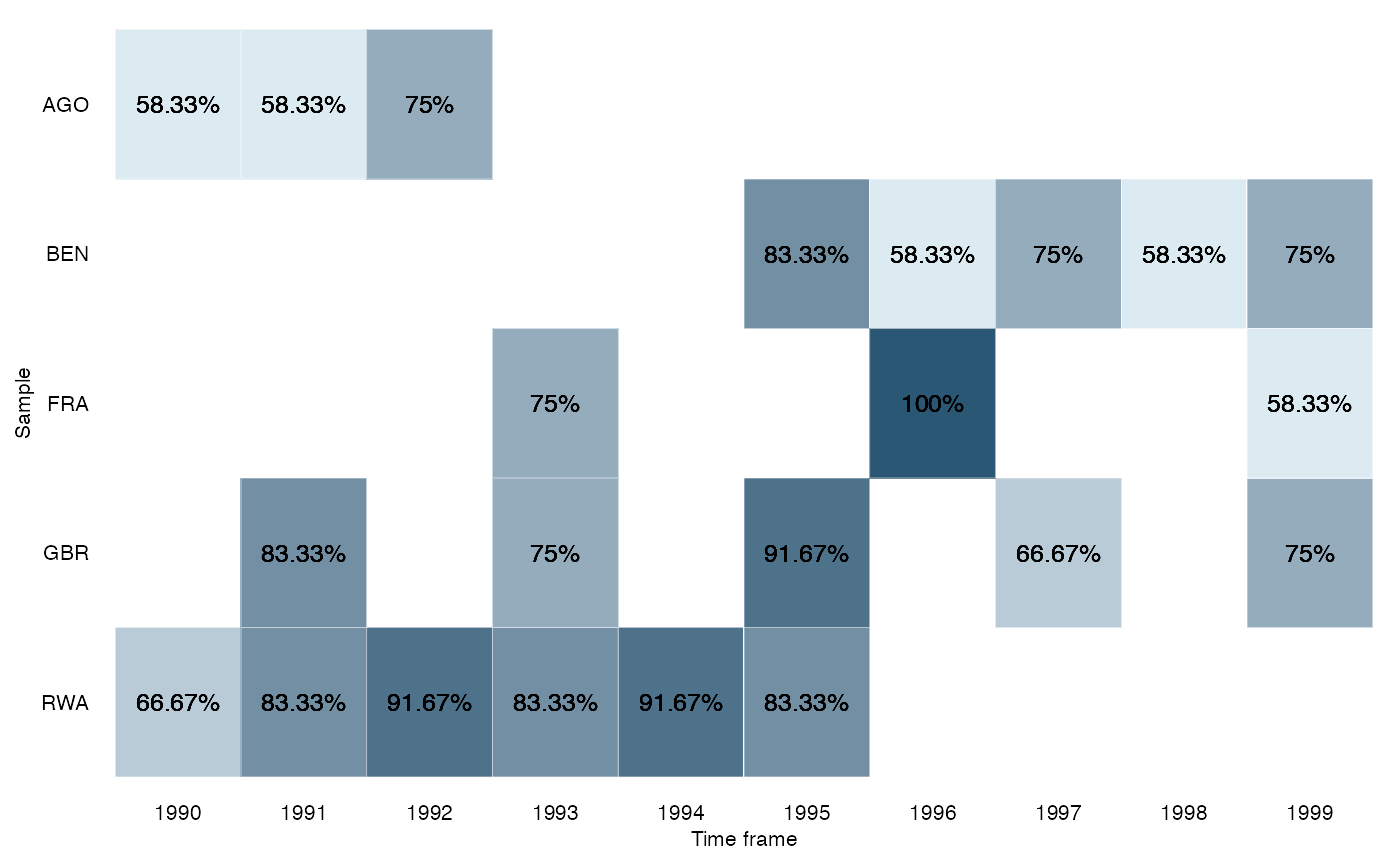 AGO 58.33% 58.33% 75%
BEN 83.33% 58.33% 75% 58.33% 75%
Sample
FRA 75% 100% 58.33%
GBR 83.33% 75% 91.67% 66.67% 75%
RWA 66.67% 83.33% 91.67% 83.33% 91.67% 83.33%
1990 1991 1992 1993 1994 1995 1996 1997 1998 1999
Time frame